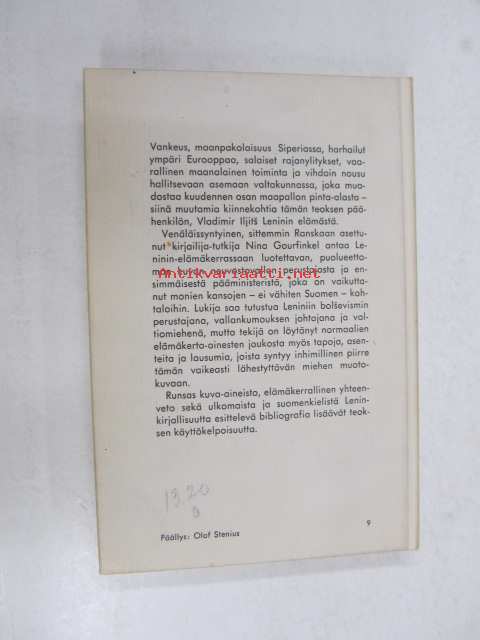 Vankeus, maanpakolaisuus Siperiassa, harhailut
ympäri Eurooppaa, salaiset rajanylitykset, vaa-
rallinen maanalainen toiminta ja vihdoin nousu
hallitsevaan asemaan valtakunnassa, joka muo-
dostaa kuudennen osan maapallon pinta-alasta –
siinä muutamia kiinnekohtia tämän teoksen pää-
henkilön, Vladimir Iljitš Leninin elämästä.
Venäläissyntyinen, sittemmin Ranskaan asettu-
nut kirjailija-tutkija Nina Gourfinkel antaa Le-
ninin-elämäkerrassaan luotettavan, puolueetto-
man kuvan neuvostovallan perustajasta ja en-
simmäisestä pääministeristä, joka on vaikutta-
nut monien kansojen – ei vähiten Suomen – koh-
taloihin. Lukija saa tutustua Leniniin bolševismin
perustajana, vallankumouksen johtajana ja val-
tiomiehenä, mutta tekijä on löytänyt normaalien
elämäkerta-ainesten joukosta myös tapoja, asen-
teita ja lausumia, joista syntyy inhimillinen piirre
tämän vaikeasti lähestyttävän miehen muoto-
kuvaan.
Runsas kuva-aineisto, elämäkerrallinen yhteen-
veto sekä ulkomaista ja suomenkielistä Lenin-
kirjallisuutta esittelevä bibliografia lisäävät teok-
sen käyttökelpoisuutta.
Antikvariaatti.net
13.20
9
Päällys: Olof Stenius